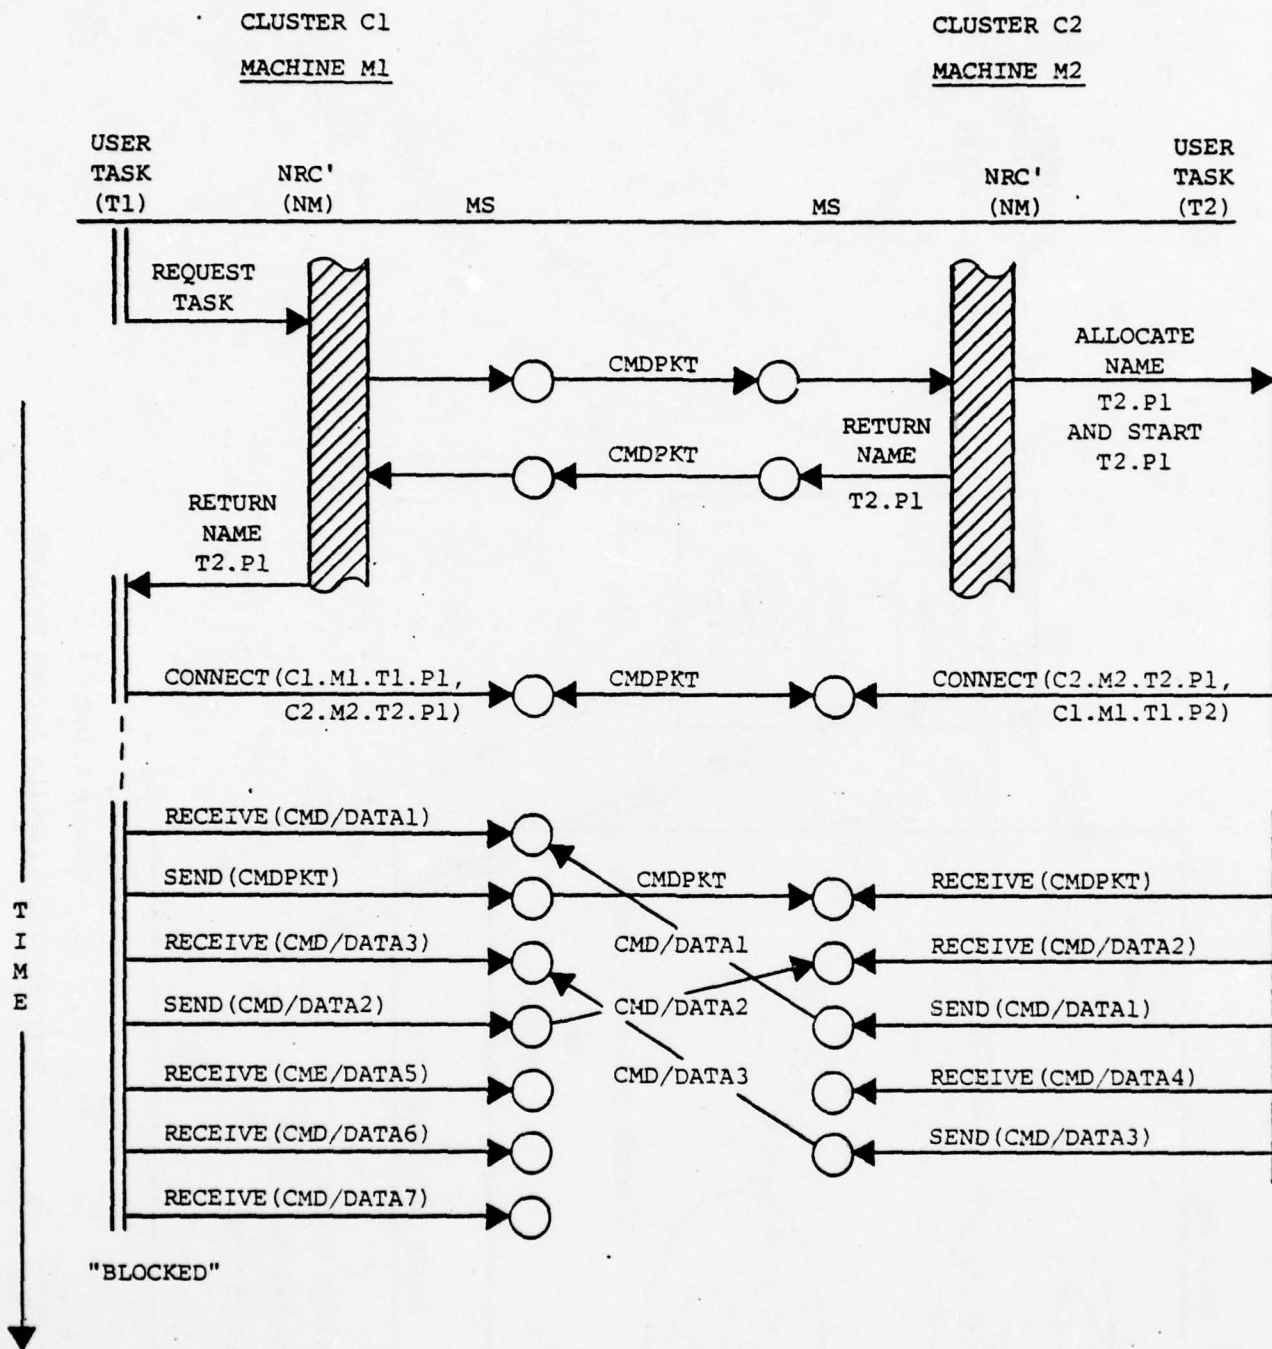 CLUSTER C1
MACHINE M1
CLUSTER C2
MACHINE M2
USER
TASK
(T1)
NRC'
(NM)
MS
MS
NRC'
(NM)
USER
TASK
(T2)
REQUEST
TASK
CMDPKT
ALLOCATE
NAME
T2.P1
AND START
T2.P1
CMDPKT
RETURN
NAME
T2.P1
RETURN
NAME
T2.P1
CONNECT(C1.M1.T1.P1,
C2.M2.T2.P1)
CMDPKT
CONNECT(C2.M2.T2.P1,
C1.M1.T1.P2)
RECEIVE(CMD/DATA1)
SEND(CMDPKT)
CMDPKT
RECEIVE(CMDPKT)
RECEIVE(CMD/DATA3)
CMD/DATA1
RECEIVE(CMD/DATA2)
SEND(CMD/DATA2)
CMD/DATA2
SEND(CMD/DATA1)
RECEIVE(CME/DATA5)
CMD/DATA3
RECEIVE(CMD/DATA4)
RECEIVE(CMD/DATA6)
SEND(CMD/DATA3)
RECEIVE(CMD/DATA7)
"BLOCKED"
TIME